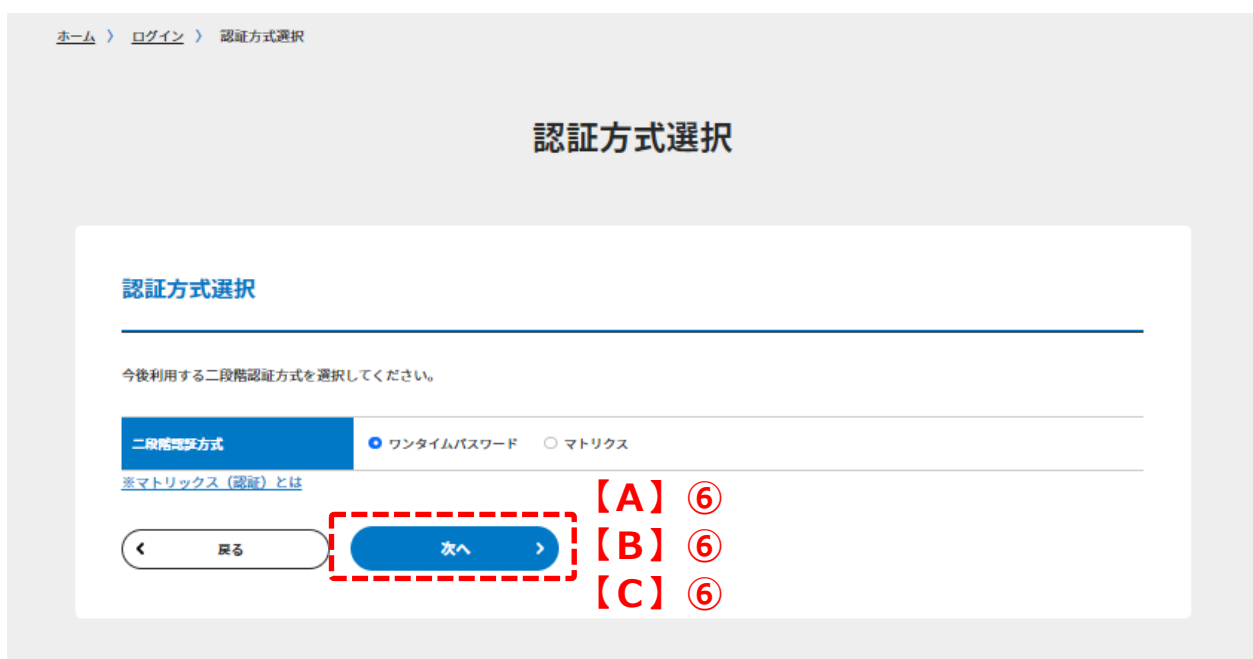 ホーム 〉 ログイン 〉 認証方式選択
認証方式選択
認証方式選択
今後利用する二段階認証方式を選択してください。
二段階認証方式 ワンタイムパスワード マトリクス
※マトリックス（認証）とは
【A】⑥
戻る 次へ 【B】⑥
【C】⑥